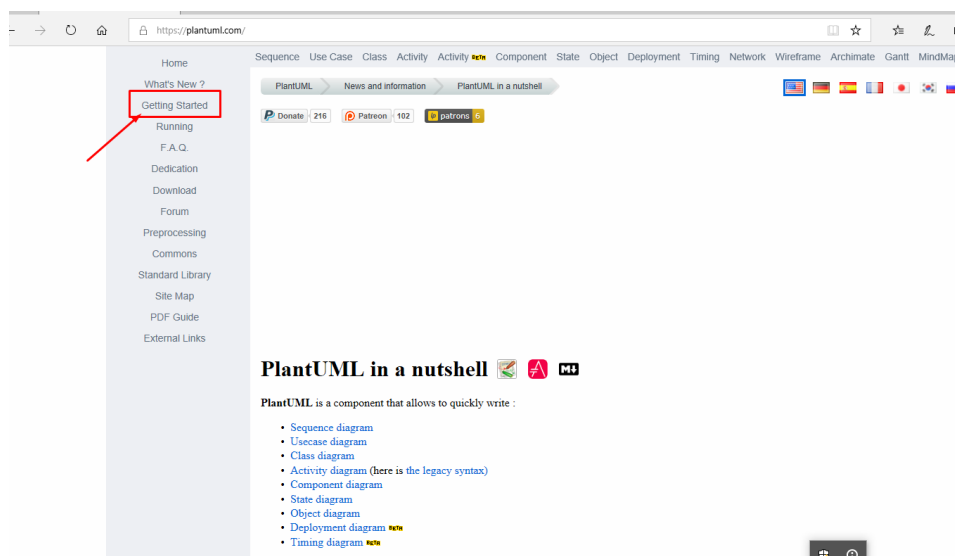 https://plantuml.com/
Home
What's New ?
Getting Started
Running
F.A.Q.
Dedication
Download
Forum
Preprocessing
Commons
Standard Library
Site Map
PDF Guide
External Links
Sequence Use Case Class Activity Activity BETA Component State Object Deployment Timing Network Wireframe Archimate Gantt MindMap
PlantUML News and information PlantUML in a nutshell
Donate 216 Patreon 102 patrons 6
PlantUML in a nutshell M
PlantUML is a component that allows to quickly write :
• Sequence diagram
• Usecase diagram
• Class diagram
• Activity diagram (here is the legacy syntax)
• Component diagram
• State diagram
• Object diagram
• Deployment diagram BETA
• Timing diagram BETA